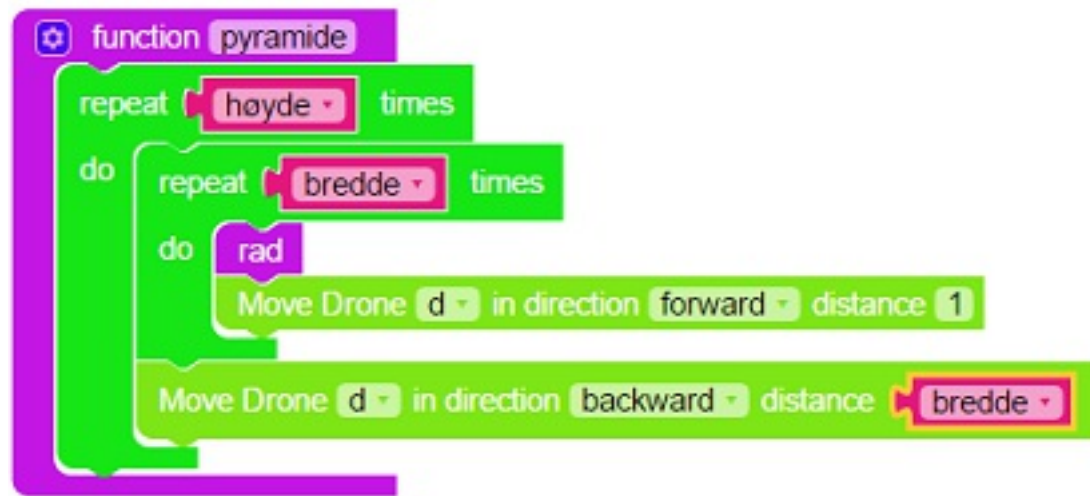 function pyramide
repeat høyde times
do repeat bredde times
do rad
Move Drone d in direction forward distance 1
Move Drone d in direction backward distance bredde